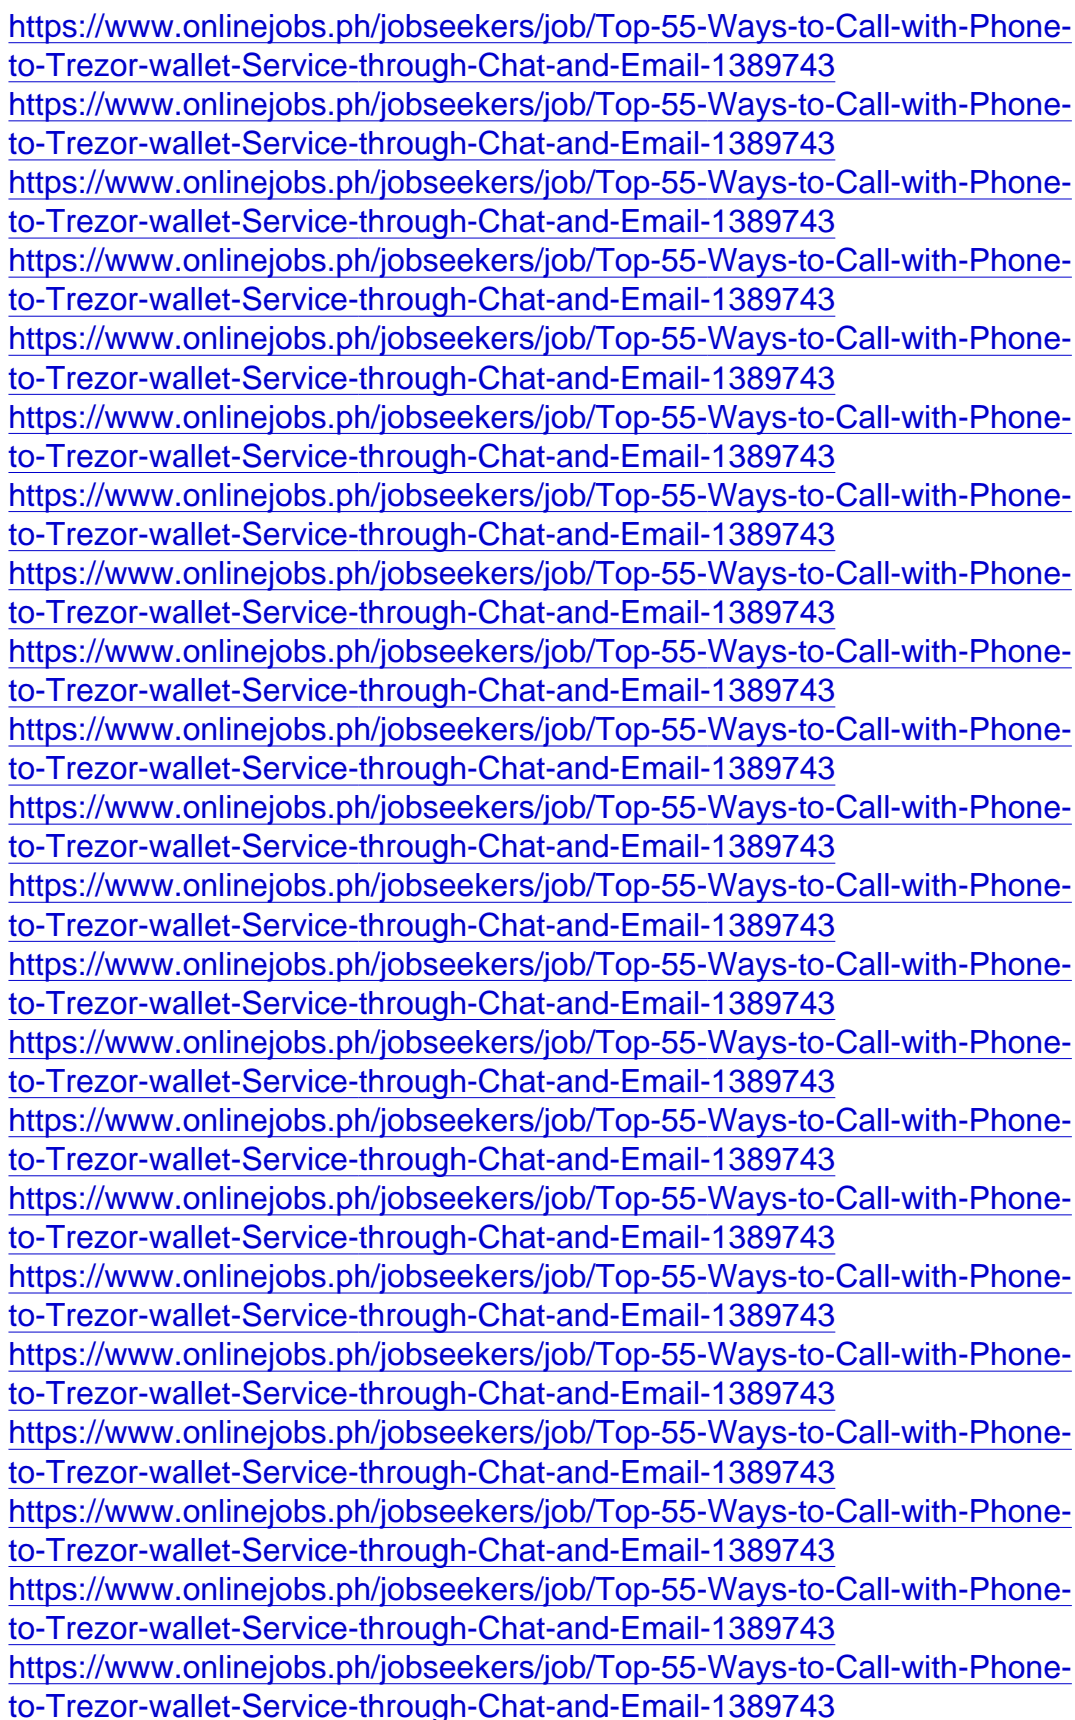 https://www.onlinejobs.ph/jobseekers/job/Top-55-Ways-to-Call-with-Phone-
to-Trezor-wallet-Service-through-Chat-and-Email-1389743
https://www.onlinejobs.ph/jobseekers/job/Top-55-Ways-to-Call-with-Phone-
to-Trezor-wallet-Service-through-Chat-and-Email-1389743
https://www.onlinejobs.ph/jobseekers/job/Top-55-Ways-to-Call-with-Phone-
to-Trezor-wallet-Service-through-Chat-and-Email-1389743
https://www.onlinejobs.ph/jobseekers/job/Top-55-Ways-to-Call-with-Phone-
to-Trezor-wallet-Service-through-Chat-and-Email-1389743
https://www.onlinejobs.ph/jobseekers/job/Top-55-Ways-to-Call-with-Phone-
to-Trezor-wallet-Service-through-Chat-and-Email-1389743
https://www.onlinejobs.ph/jobseekers/job/Top-55-Ways-to-Call-with-Phone-
to-Trezor-wallet-Service-through-Chat-and-Email-1389743
https://www.onlinejobs.ph/jobseekers/job/Top-55-Ways-to-Call-with-Phone-
to-Trezor-wallet-Service-through-Chat-and-Email-1389743
https://www.onlinejobs.ph/jobseekers/job/Top-55-Ways-to-Call-with-Phone-
to-Trezor-wallet-Service-through-Chat-and-Email-1389743
https://www.onlinejobs.ph/jobseekers/job/Top-55-Ways-to-Call-with-Phone-
to-Trezor-wallet-Service-through-Chat-and-Email-1389743
https://www.onlinejobs.ph/jobseekers/job/Top-55-Ways-to-Call-with-Phone-
to-Trezor-wallet-Service-through-Chat-and-Email-1389743
https://www.onlinejobs.ph/jobseekers/job/Top-55-Ways-to-Call-with-Phone-
to-Trezor-wallet-Service-through-Chat-and-Email-1389743
https://www.onlinejobs.ph/jobseekers/job/Top-55-Ways-to-Call-with-Phone-
to-Trezor-wallet-Service-through-Chat-and-Email-1389743
https://www.onlinejobs.ph/jobseekers/job/Top-55-Ways-to-Call-with-Phone-
to-Trezor-wallet-Service-through-Chat-and-Email-1389743
https://www.onlinejobs.ph/jobseekers/job/Top-55-Ways-to-Call-with-Phone-
to-Trezor-wallet-Service-through-Chat-and-Email-1389743
https://www.onlinejobs.ph/jobseekers/job/Top-55-Ways-to-Call-with-Phone-
to-Trezor-wallet-Service-through-Chat-and-Email-1389743
https://www.onlinejobs.ph/jobseekers/job/Top-55-Ways-to-Call-with-Phone-
to-Trezor-wallet-Service-through-Chat-and-Email-1389743
https://www.onlinejobs.ph/jobseekers/job/Top-55-Ways-to-Call-with-Phone-
to-Trezor-wallet-Service-through-Chat-and-Email-1389743
https://www.onlinejobs.ph/jobseekers/job/Top-55-Ways-to-Call-with-Phone-
to-Trezor-wallet-Service-through-Chat-and-Email-1389743
https://www.onlinejobs.ph/jobseekers/job/Top-55-Ways-to-Call-with-Phone-
to-Trezor-wallet-Service-through-Chat-and-Email-1389743
https://www.onlinejobs.ph/jobseekers/job/Top-55-Ways-to-Call-with-Phone-
to-Trezor-wallet-Service-through-Chat-and-Email-1389743
https://www.onlinejobs.ph/jobseekers/job/Top-55-Ways-to-Call-with-Phone-
to-Trezor-wallet-Service-through-Chat-and-Email-1389743
https://www.onlinejobs.ph/jobseekers/job/Top-55-Ways-to-Call-with-Phone-
to-Trezor-wallet-Service-through-Chat-and-Email-1389743